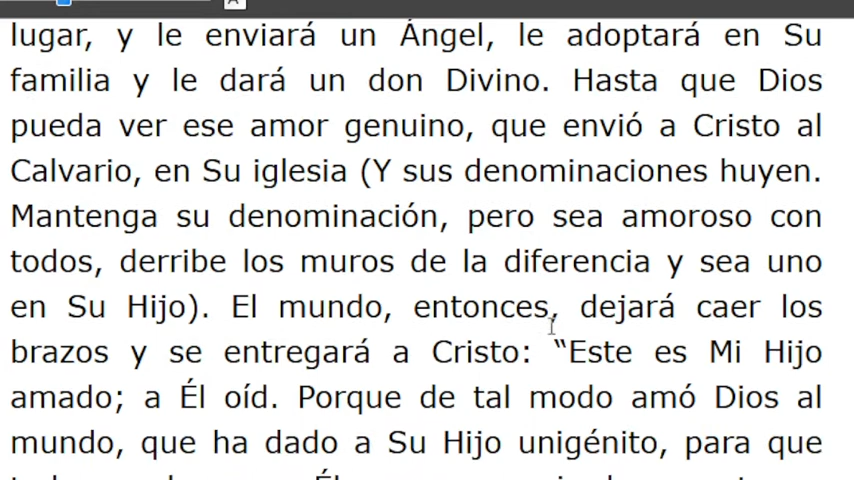 lugar, y le enviará un Ángel, le adoptará en Su
familia y le dará un don Divino. Hasta que Dios
pueda ver ese amor genuino, que envió a Cristo al
Calvario, en Su iglesia (Y sus denominaciones huyen.
Mantenga su denominación, pero sea amoroso con
todos, derribe los muros de la diferencia y sea uno
en Su Hijo). El mundo, entonces, dejará caer los
brazos y se entregará a Cristo: “Este es Mi Hijo
amado; a Él oíd. Porque de tal modo amó Dios al
mundo, que ha dado a Su Hijo unigénito, para que